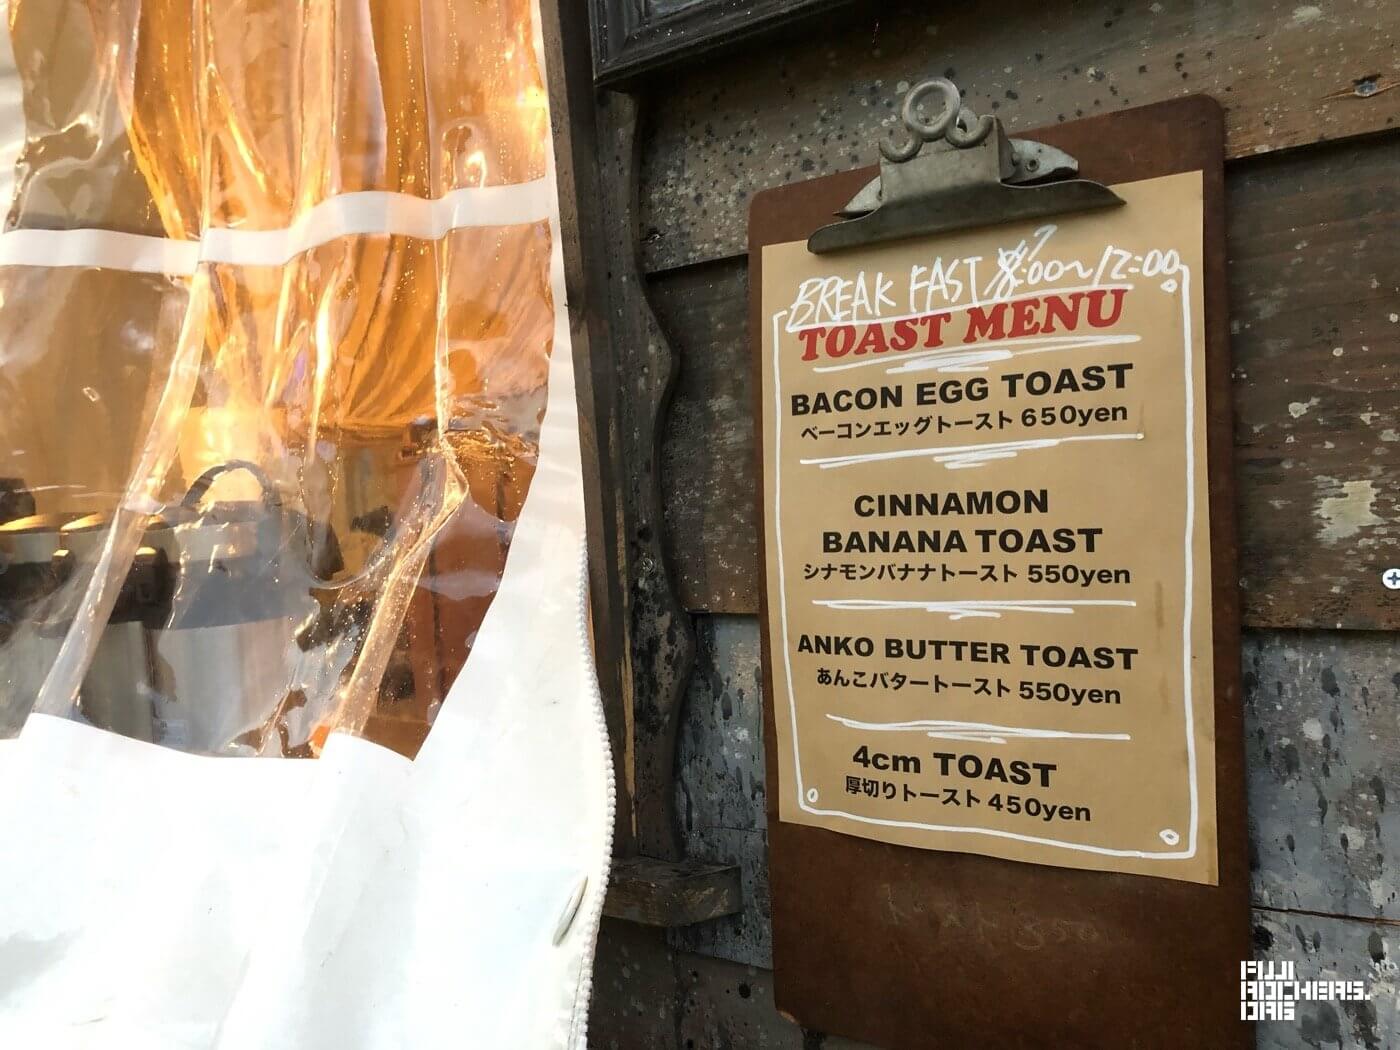 BREAK FAST 7:00~12:00
TOAST MENU
BACON EGG TOAST
ベーコンエッグトースト 650yen
CINNAMON
BANANA TOAST
シナモンバナナトースト 550yen
ANKO BUTTER TOAST
あんこバタートースト 550yen
4cm TOAST
厚切りトースト 450yen
FUJI
ROCKERS.
ORG